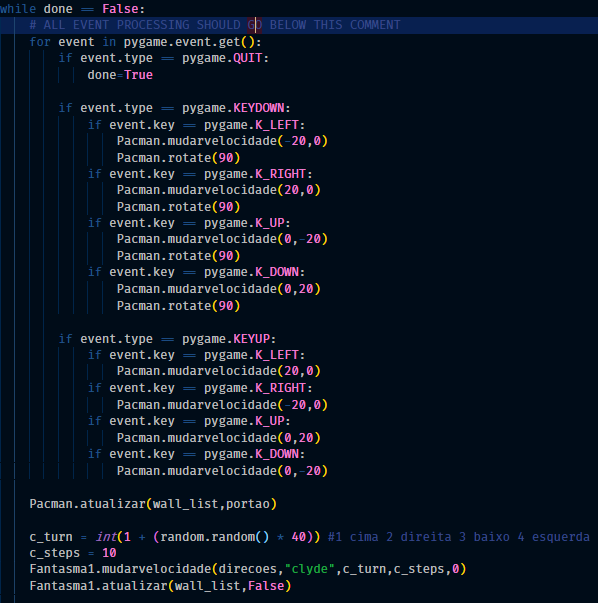 while done == False:
# ALL EVENT PROCESSING SHOULD GO BELOW THIS COMMENT
for event in pygame.event.get():
if event.type == pygame.QUIT:
done=True
if event.type == pygame.KEYDOWN:
if event.key == pygame.K_LEFT:
Pacman.mudarvelocidade(-20,0)
Pacman.rotate(90)
if event.key == pygame.K_RIGHT:
Pacman.mudarvelocidade(20,0)
Pacman.rotate(90)
if event.key == pygame.K_UP:
Pacman.mudarvelocidade(0,-20)
Pacman.rotate(90)
if event.key == pygame.K_DOWN:
Pacman.mudarvelocidade(0,20)
Pacman.rotate(90)
if event.type == pygame.KEYUP:
if event.key == pygame.K_LEFT:
Pacman.mudarvelocidade(20,0)
if event.key == pygame.K_RIGHT:
Pacman.mudarvelocidade(-20,0)
if event.key == pygame.K_UP:
Pacman.mudarvelocidade(0,20)
if event.key == pygame.K_DOWN:
Pacman.mudarvelocidade(0,-20)
Pacman.atualizar(wall_list,portao)
c_turn = int(1 + (random.random() * 40)) #1 cima 2 direita 3 baixo 4 esquerda
c_steps = 10
Fantasma1.mudarvelocidade(direcoes,"clyde",c_turn,c_steps,0)
Fantasma1.atualizar(wall_list,False)